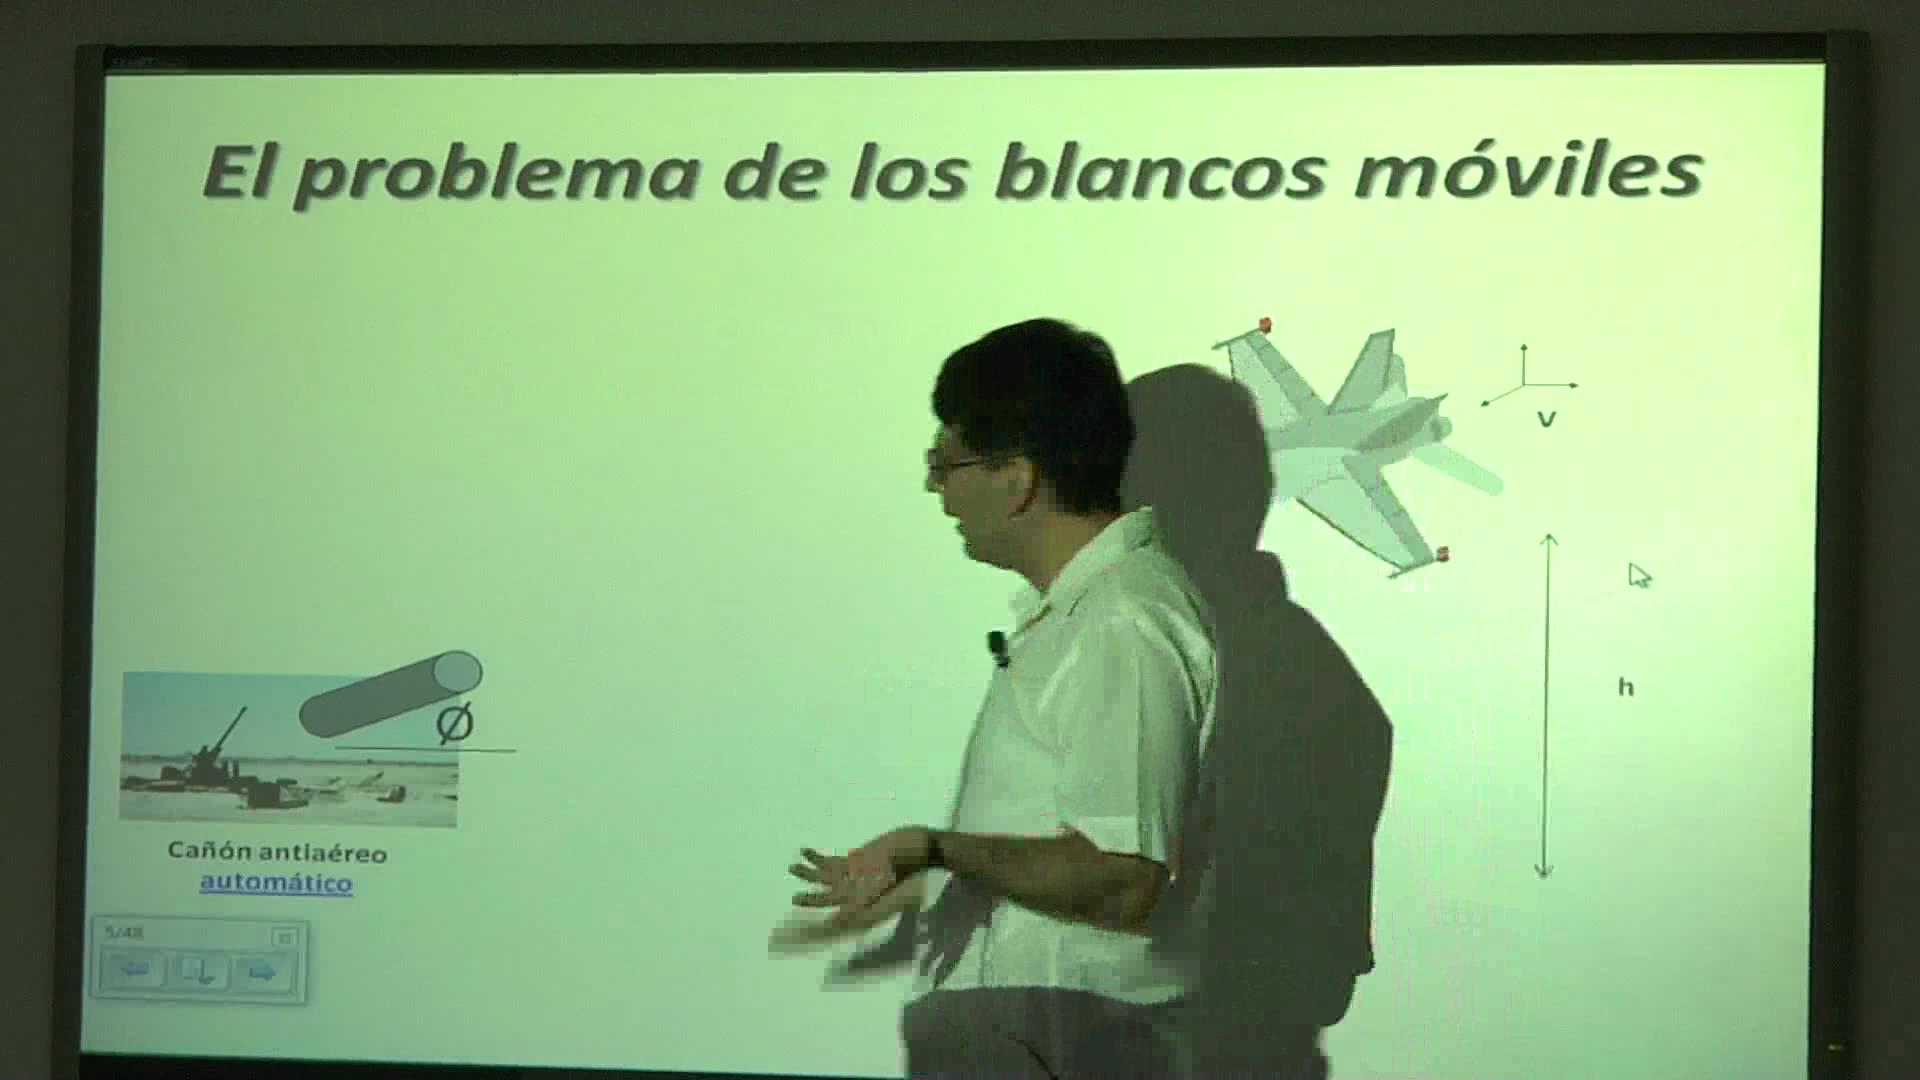 El problema de los blancos móviles
v
h
Ø
Cañón antiaéreo
automático
5/48